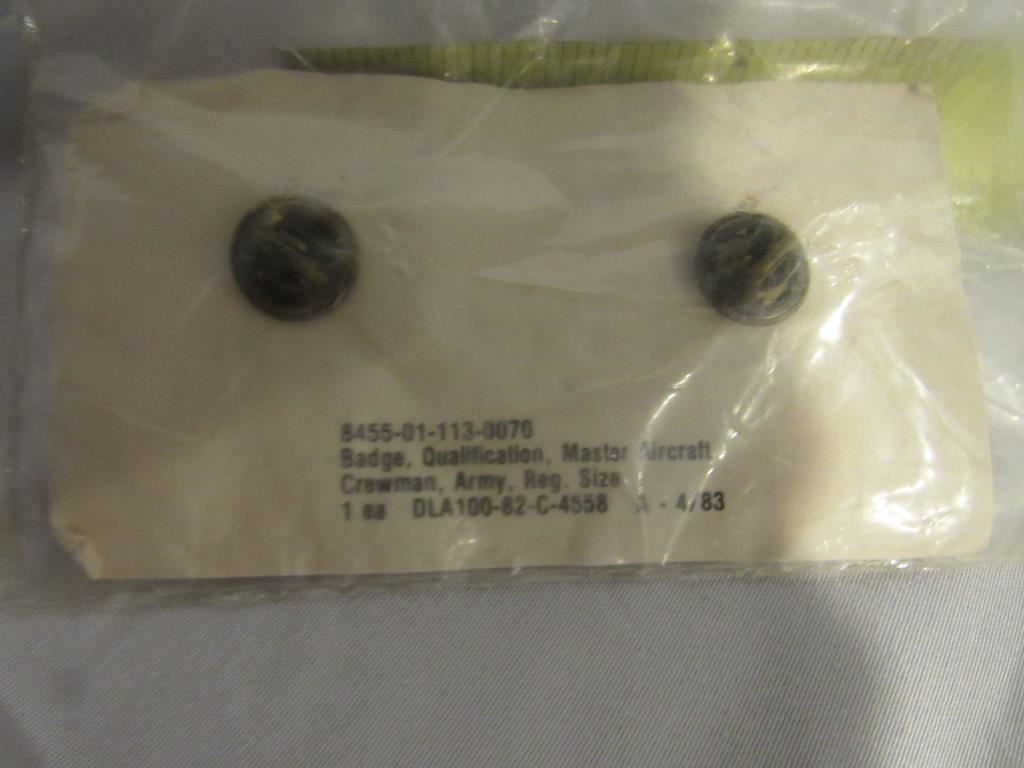 8455-01-113-0070
Badge, Qualification, Master Aircraft
Crewman, Army, Reg. Size
1 ea DLA100-82-C-4558 A - 4/83